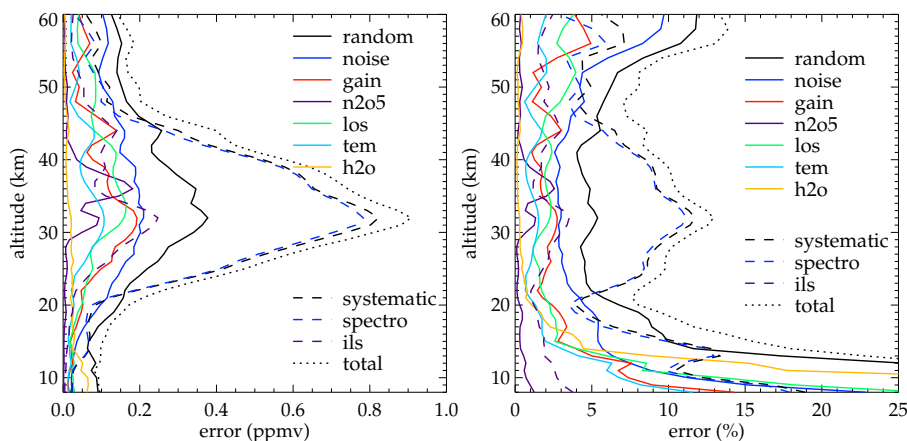 60
50
40
30
20
10
altitude (km)
random
noise
gain
n2o5
los
tem
h2o
systematic
spectro
ils
total
0.0
0.2
0.4
0.6
0.8
1.0
error (ppmv)
60
50
40
30
20
10
altitude (km)
random
noise
gain
n2o5
los
tem
h2o
systematic
spectro
ils
total
0
5
10
15
20
25
error (%)